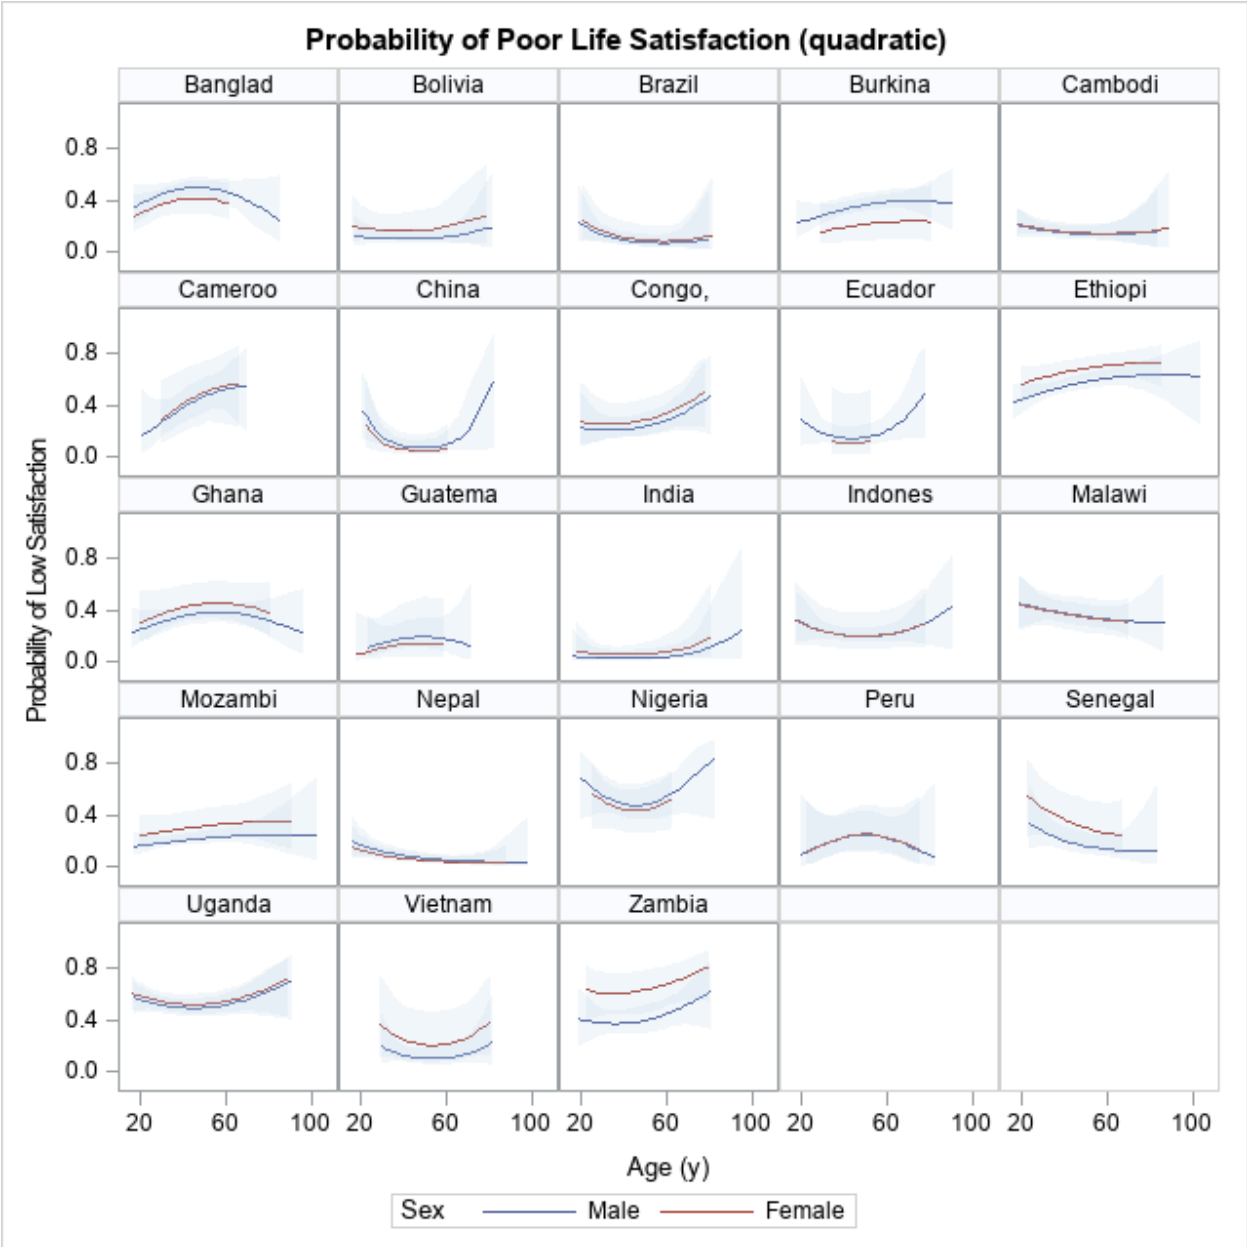 Probability of Poor Life Satisfaction (quadratic)
Banglad Bolivia Brazil Burkina Cambodi
0.8
0.4
0.0
Cameroo China Congo, Ecuador Ethiopi
0.8
0.4
0.0
Probability of Low Satisfaction
Ghana Guatema India Indones Malawi
0.8
0.4
0.0
Mozambi Nepal Nigeria Peru Senegal
0.8
0.4
0.0
Uganda Vietnam Zambia
0.8
0.4
0.0
20 60 100 20 60 100 20 60 100 20 60 100 20 60 100
Age (y)
Sex Male Female